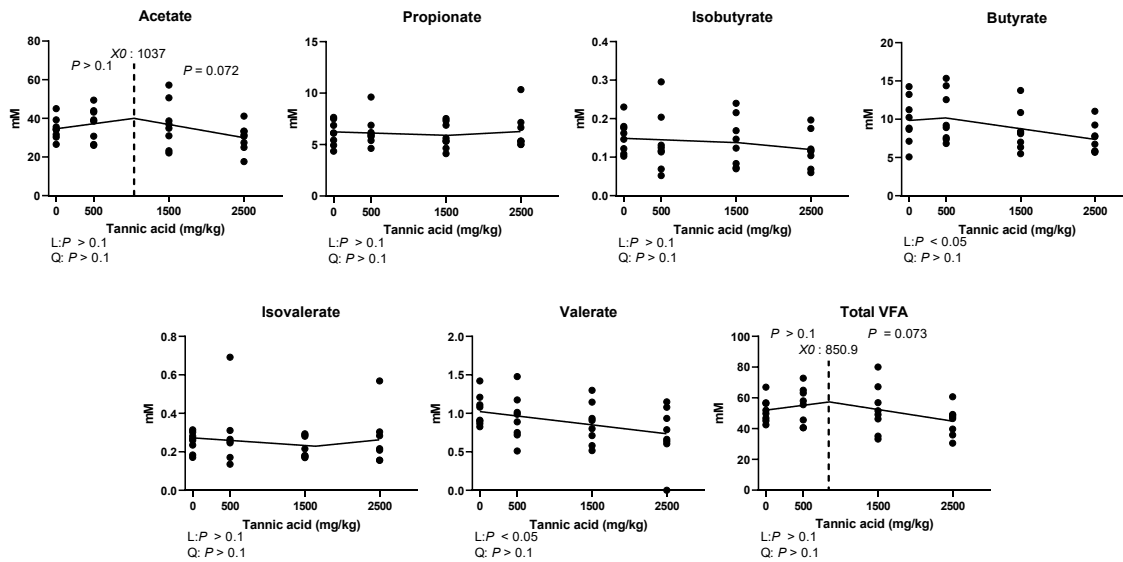 Acetate
X0 : 1037
P > 0.1
P = 0.072
80
60
40
20
0
mM
0 500 1500 2500
Tannic acid (mg/kg)
L:P > 0.1
Q: P > 0.1
Propionate
15
10
5
0
mM
0 500 1500 2500
Tannic acid (mg/kg)
L:P > 0.1
Q: P > 0.1
Isobutyrate
0.4
0.3
0.2
0.1
0.0
mM
0 500 1500 2500
Tannic acid (mg/kg)
L:P > 0.1
Q: P > 0.1
Butyrate
20
15
10
5
0
mM
0 500 1500 2500
Tannic acid (mg/kg)
L:P < 0.05
Q: P > 0.1
Isovalerate
0.8
0.6
0.4
0.2
0.0
mM
0 500 1500 2500
Tannic acid (mg/kg)
L:P > 0.1
Q: P > 0.1
Valerate
2.0
1.5
1.0
0.5
0.0
mM
0 500 1500 2500
Tannic acid (mg/kg)
L:P < 0.05
Q: P > 0.1
Total VFA
P > 0.1
P = 0.073
X0 : 850.9
100
80
60
40
20
0
mM
0 500 1500 2500
Tannic acid (mg/kg)
L:P > 0.1
Q: P > 0.1